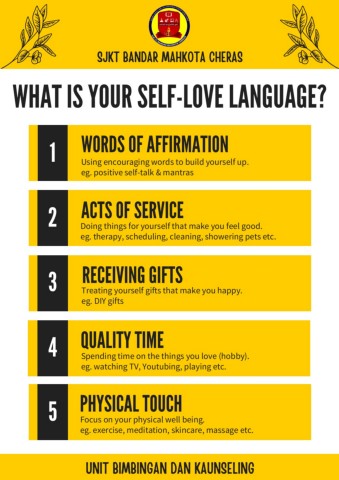 SJKT BANDAR MAHKOTA CHERAS
WHAT IS YOUR SELF-LOVE LANGUAGE?
1
WORDS OF AFFIRMATION
Using encouraging words to build yourself up.
eg. positive self-talk & mantras
2
ACTS OF SERVICE
Doing things for yourself that make you feel good.
eg. therapy, scheduling, cleaning, showering pets etc.
3
RECEIVING GIFTS
Treating yourself gifts that make you happy.
eg. DIY gifts
4
QUALITY TIME
Spending time on the things you love (hobby).
eg. watching TV, Youtubing, playing etc.
5
PHYSICAL TOUCH
Focus on your physical well being.
eg. exercise, meditation, skincare, massage etc.
UNIT BIMBINGAN DAN KAUNSELING